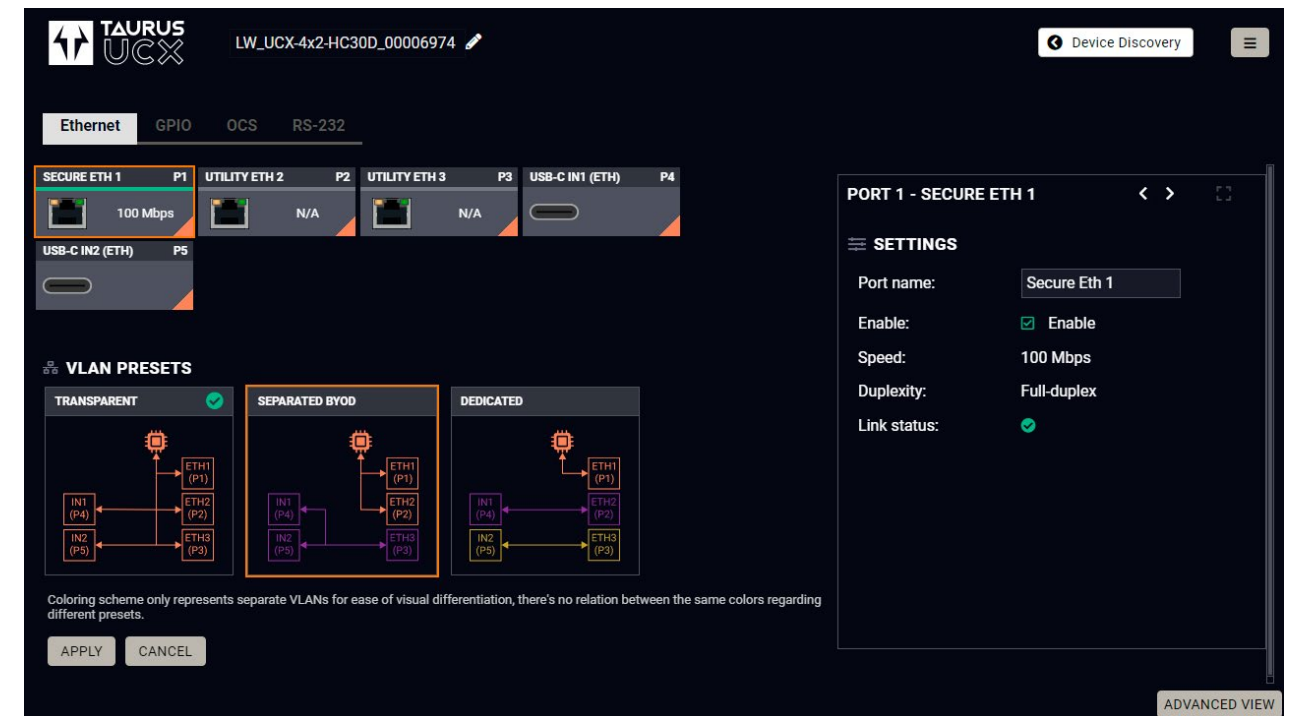 TAURUS
UCX
LW_UCX-4x2-HC30D_00006974
Device Discovery
Ethernet GPIO OCS RS-232
SECURE ETH 1 P1
100 Mbps
UTILITY ETH 2 P2
N/A
UTILITY ETH 3 P3
N/A
USB-C IN1 (ETH) P4
USB-C IN2 (ETH) P5
VLAN PRESETS
TRANSPARENT
ETH1
(P1)
IN1
(P4)
ETH2
(P2)
IN2
(P5)
ETH3
(P3)
SEPARATED BYOD
ETH1
(P1)
IN1
(P4)
ETH2
(P2)
IN2
(P5)
ETH3
(P3)
DEDICATED
ETH1
(P1)
IN1
(P4)
ETH2
(P2)
IN2
(P5)
ETH3
(P3)
Coloring scheme only represents separate VLANs for ease of visual differentiation, there's no relation between the same colors regarding
different presets.
APPLY CANCEL
PORT 1 - SECURE ETH 1
SETTINGS
Port name: Secure Eth 1
Enable: Enable
Speed: 100 Mbps
Duplexity: Full-duplex
Link status:
ADVANCED VIEW